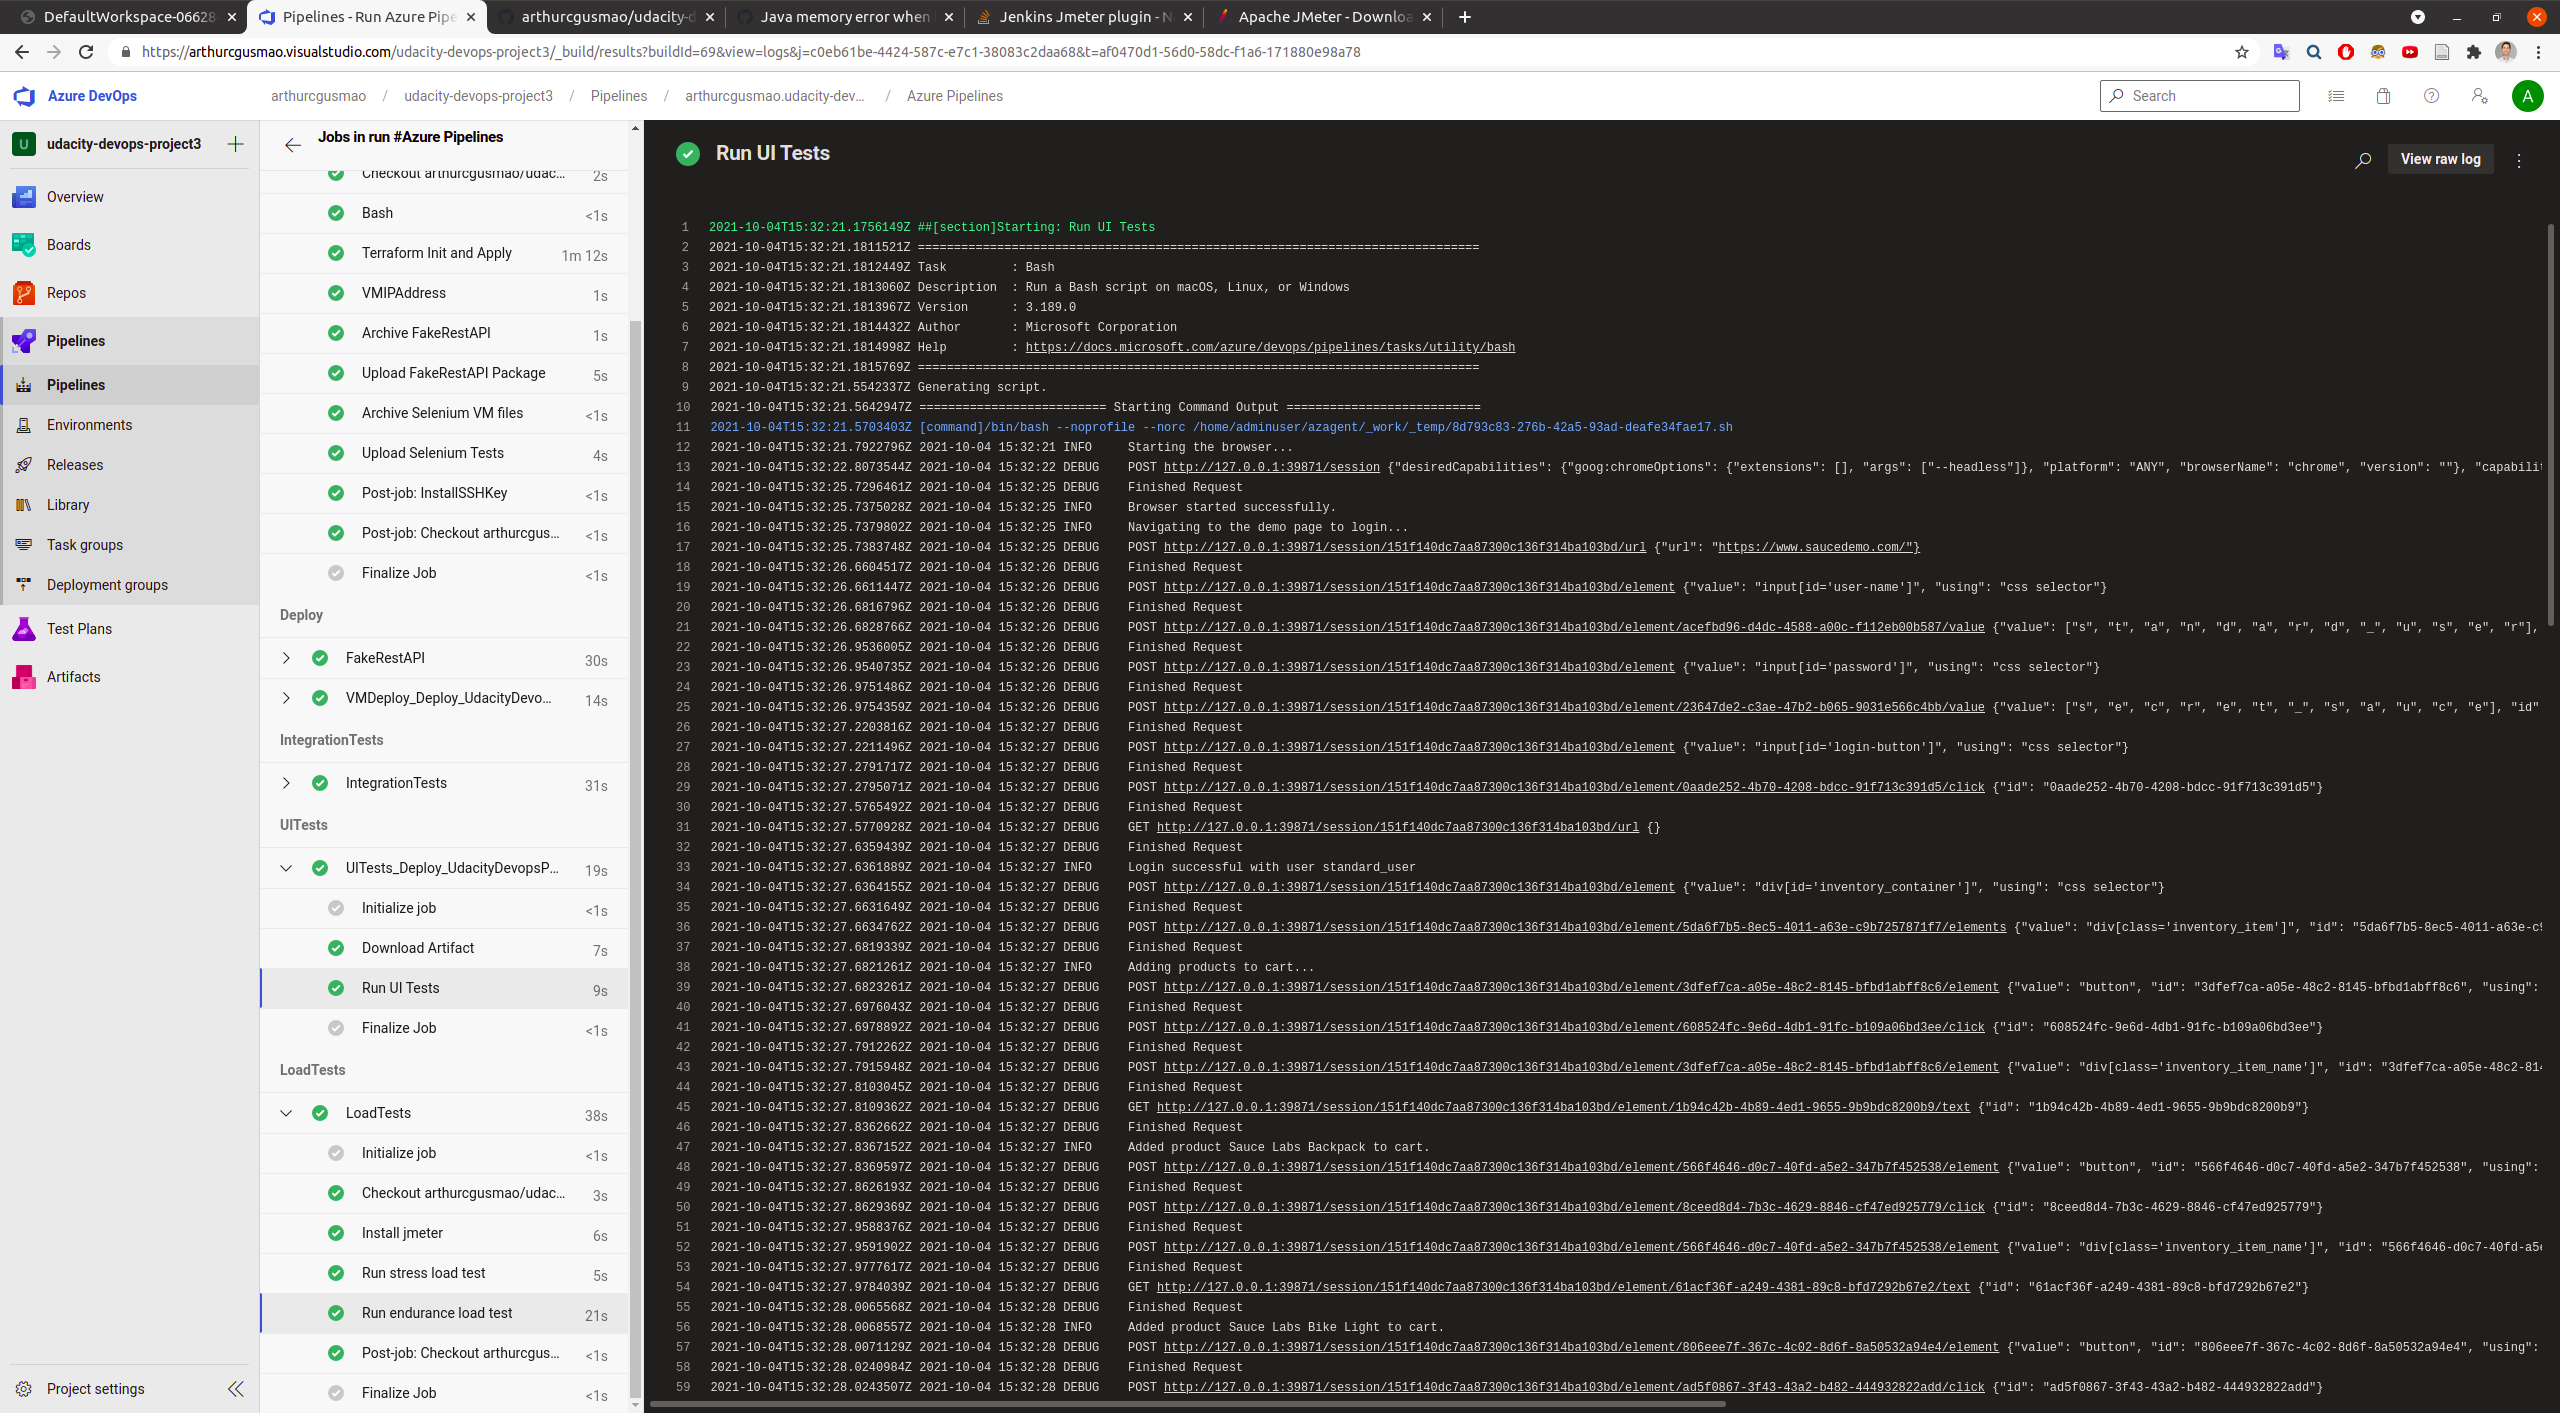 DefaultWorkspace-06628
Pipelines - Run Azure Pipe
arthurcgusmao/udacity-d
Java memory error when
Jenkins Jmeter plugin - N
Apache JMeter - Downloa
https://arthurcgusmao.visualstudio.com/udacity-devops-project3/_build/results?buildId=69&view=logs&j=c0eb61be-4424-587c-e7c1-38083c2daa68&t=af0470d1-56d0-58dc-f1a6-171880e98a78
Azure DevOps
arthurcgusmao / udacity-devops-project3 / Pipelines / arthurcgusmao.udacity-dev... / Azure Pipelines
Search
A
U udacity-devops-project3
Overview
Boards
Repos
Pipelines
Pipelines
Environments
Releases
Library
Task groups
Deployment groups
Test Plans
Artifacts
Project settings
Jobs in run #Azure Pipelines
Checkout arthurcgusmao/udac... 2s
Bash <1s
Terraform Init and Apply 1m 12s
VMIPAddress 1s
Archive FakeRestAPI 1s
Upload FakeRestAPI Package 5s
Archive Selenium VM files <1s
Upload Selenium Tests 4s
Post-job: InstallSSHKey <1s
Post-job: Checkout arthurcgus... <1s
Finalize Job <1s
Deploy
FakeRestAPI 30s
VMDeploy_Deploy_UdacityDevo... 14s
IntegrationTests
IntegrationTests 31s
UITests
UITests_Deploy_UdacityDevopsP... 19s
Initialize job <1s
Download Artifact 7s
Run UI Tests 9s
Finalize Job <1s
LoadTests
LoadTests 38s
Initialize job <1s
Checkout arthurcgusmao/udac... 3s
Install jmeter 6s
Run stress load test 5s
Run endurance load test 21s
Post-job: Checkout arthurcgus... <1s
Finalize Job <1s
Run UI Tests
View raw log
1 2021-10-04T15:32:21.1756149Z ##[section]Starting: Run UI Tests
2 2021-10-04T15:32:21.1811521Z ==============================================================================
3 2021-10-04T15:32:21.1812449Z Task : Bash
4 2021-10-04T15:32:21.1813060Z Description : Run a Bash script on macOS, Linux, or Windows
5 2021-10-04T15:32:21.1813967Z Version : 3.189.0
6 2021-10-04T15:32:21.1814432Z Author : Microsoft Corporation
7 2021-10-04T15:32:21.1814998Z Help : https://docs.microsoft.com/azure/devops/pipelines/tasks/utility/bash
8 2021-10-04T15:32:21.1815769Z ==============================================================================
9 2021-10-04T15:32:21.5542337Z Generating script.
10 2021-10-04T15:32:21.5642947Z ========================== Starting Command Output ===========================
11 2021-10-04T15:32:21.5703403Z [command]/bin/bash --noprofile --norc /home/adminuser/azagent/_work/_temp/8d793c83-276b-42a5-93ad-deafe34fae17.sh
12 2021-10-04T15:32:21.7922796Z 2021-10-04 15:32:21 INFO Starting the browser...
13 2021-10-04T15:32:22.8073544Z 2021-10-04 15:32:22 DEBUG POST http://127.0.0.1:39871/session {"desiredCapabilities": {"goog:chromeOptions": {"extensions": [], "args": ["--headless"]}, "platform": "ANY", "browserName": "chrome", "version": ""}, "capabilit
14 2021-10-04T15:32:25.7296461Z 2021-10-04 15:32:25 DEBUG Finished Request
15 2021-10-04T15:32:25.7375028Z 2021-10-04 15:32:25 INFO Browser started successfully.
16 2021-10-04T15:32:25.7379802Z 2021-10-04 15:32:25 INFO Navigating to the demo page to login...
17 2021-10-04T15:32:25.7383748Z 2021-10-04 15:32:25 DEBUG POST http://127.0.0.1:39871/session/151f140dc7aa87300c136f314ba103bd/url {"url": "https://www.saucedemo.com/"}
18 2021-10-04T15:32:26.6604517Z 2021-10-04 15:32:26 DEBUG Finished Request
19 2021-10-04T15:32:26.6611447Z 2021-10-04 15:32:26 DEBUG POST http://127.0.0.1:39871/session/151f140dc7aa87300c136f314ba103bd/element {"value": "input[id='user-name']", "using": "css selector"}
20 2021-10-04T15:32:26.6816796Z 2021-10-04 15:32:26 DEBUG Finished Request
21 2021-10-04T15:32:26.6828766Z 2021-10-04 15:32:26 DEBUG POST http://127.0.0.1:39871/session/151f140dc7aa87300c136f314ba103bd/element/acefbd96-d4dc-4588-a00c-f112eb00b587/value {"value": ["s", "t", "a", "n", "d", "a", "r", "d", "_", "u", "s", "e", "r"],
22 2021-10-04T15:32:26.9536005Z 2021-10-04 15:32:26 DEBUG Finished Request
23 2021-10-04T15:32:26.9540735Z 2021-10-04 15:32:26 DEBUG POST http://127.0.0.1:39871/session/151f140dc7aa87300c136f314ba103bd/element {"value": "input[id='password']", "using": "css selector"}
24 2021-10-04T15:32:26.9751486Z 2021-10-04 15:32:26 DEBUG Finished Request
25 2021-10-04T15:32:26.9754359Z 2021-10-04 15:32:26 DEBUG POST http://127.0.0.1:39871/session/151f140dc7aa87300c136f314ba103bd/element/23647de2-c3ae-47b2-b065-9031e566c4bb/value {"value": ["s", "e", "c", "r", "e", "t", "_", "s", "a", "u", "c", "e"], "id"
26 2021-10-04T15:32:27.2203816Z 2021-10-04 15:32:27 DEBUG Finished Request
27 2021-10-04T15:32:27.2211496Z 2021-10-04 15:32:27 DEBUG POST http://127.0.0.1:39871/session/151f140dc7aa87300c136f314ba103bd/element {"value": "input[id='login-button']", "using": "css selector"}
28 2021-10-04T15:32:27.2791717Z 2021-10-04 15:32:27 DEBUG Finished Request
29 2021-10-04T15:32:27.2795071Z 2021-10-04 15:32:27 DEBUG POST http://127.0.0.1:39871/session/151f140dc7aa87300c136f314ba103bd/element/0aade252-4b70-4208-bdcc-91f713c391d5/click {"id": "0aade252-4b70-4208-bdcc-91f713c391d5"}
30 2021-10-04T15:32:27.5765492Z 2021-10-04 15:32:27 DEBUG Finished Request
31 2021-10-04T15:32:27.5770928Z 2021-10-04 15:32:27 DEBUG GET http://127.0.0.1:39871/session/151f140dc7aa87300c136f314ba103bd/url {}
32 2021-10-04T15:32:27.6359439Z 2021-10-04 15:32:27 DEBUG Finished Request
33 2021-10-04T15:32:27.6361889Z 2021-10-04 15:32:27 INFO Login successful with user standard_user
34 2021-10-04T15:32:27.6364155Z 2021-10-04 15:32:27 DEBUG POST http://127.0.0.1:39871/session/151f140dc7aa87300c136f314ba103bd/element {"value": "div[id='inventory_container']", "using": "css selector"}
35 2021-10-04T15:32:27.6631649Z 2021-10-04 15:32:27 DEBUG Finished Request
36 2021-10-04T15:32:27.6634762Z 2021-10-04 15:32:27 DEBUG POST http://127.0.0.1:39871/session/151f140dc7aa87300c136f314ba103bd/element/5da6f7b5-8ec5-4011-a63e-c9b7257871f7/elements {"value": "div[class='inventory_item']", "id": "5da6f7b5-8ec5-4011-a63e-c9
37 2021-10-04T15:32:27.6819339Z 2021-10-04 15:32:27 DEBUG Finished Request
38 2021-10-04T15:32:27.6821261Z 2021-10-04 15:32:27 INFO Adding products to cart...
39 2021-10-04T15:32:27.6823261Z 2021-10-04 15:32:27 DEBUG POST http://127.0.0.1:39871/session/151f140dc7aa87300c136f314ba103bd/element/3dfef7ca-a05e-48c2-8145-bfbd1abff8c6/element {"value": "button", "id": "3dfef7ca-a05e-48c2-8145-bfbd1abff8c6", "using":
40 2021-10-04T15:32:27.6976043Z 2021-10-04 15:32:27 DEBUG Finished Request
41 2021-10-04T15:32:27.6978892Z 2021-10-04 15:32:27 DEBUG POST http://127.0.0.1:39871/session/151f140dc7aa87300c136f314ba103bd/element/608524fc-9e6d-4db1-91fc-b109a06bd3ee/click {"id": "608524fc-9e6d-4db1-91fc-b109a06bd3ee"}
42 2021-10-04T15:32:27.7912262Z 2021-10-04 15:32:27 DEBUG Finished Request
43 2021-10-04T15:32:27.7915948Z 2021-10-04 15:32:27 DEBUG POST http://127.0.0.1:39871/session/151f140dc7aa87300c136f314ba103bd/element/3dfef7ca-a05e-48c2-8145-bfbd1abff8c6/element {"value": "div[class='inventory_item_name']", "id": "3dfef7ca-a05e-48c2-814
44 2021-10-04T15:32:27.8103045Z 2021-10-04 15:32:27 DEBUG Finished Request
45 2021-10-04T15:32:27.8109362Z 2021-10-04 15:32:27 DEBUG GET http://127.0.0.1:39871/session/151f140dc7aa87300c136f314ba103bd/element/1b94c42b-4b89-4ed1-9655-9b9bdc8200b9/text {"id": "1b94c42b-4b89-4ed1-9655-9b9bdc8200b9"}
46 2021-10-04T15:32:27.8362662Z 2021-10-04 15:32:27 DEBUG Finished Request
47 2021-10-04T15:32:27.8367152Z 2021-10-04 15:32:27 INFO Added product Sauce Labs Backpack to cart.
48 2021-10-04T15:32:27.8369597Z 2021-10-04 15:32:27 DEBUG POST http://127.0.0.1:39871/session/151f140dc7aa87300c136f314ba103bd/element/566f4646-d0c7-40fd-a5e2-347b7f452538/element {"value": "button", "id": "566f4646-d0c7-40fd-a5e2-347b7f452538", "using":
49 2021-10-04T15:32:27.8626193Z 2021-10-04 15:32:27 DEBUG Finished Request
50 2021-10-04T15:32:27.8629369Z 2021-10-04 15:32:27 DEBUG POST http://127.0.0.1:39871/session/151f140dc7aa87300c136f314ba103bd/element/8ceed8d4-7b3c-4629-8846-cf47ed925779/click {"id": "8ceed8d4-7b3c-4629-8846-cf47ed925779"}
51 2021-10-04T15:32:27.9588376Z 2021-10-04 15:32:27 DEBUG Finished Request
52 2021-10-04T15:32:27.9591902Z 2021-10-04 15:32:27 DEBUG POST http://127.0.0.1:39871/session/151f140dc7aa87300c136f314ba103bd/element/566f4646-d0c7-40fd-a5e2-347b7f452538/element {"value": "div[class='inventory_item_name']", "id": "566f4646-d0c7-40fd-a5e
53 2021-10-04T15:32:27.9777617Z 2021-10-04 15:32:27 DEBUG Finished Request
54 2021-10-04T15:32:27.9784039Z 2021-10-04 15:32:27 DEBUG GET http://127.0.0.1:39871/session/151f140dc7aa87300c136f314ba103bd/element/61acf36f-a249-4381-89c8-bfd7292b67e2/text {"id": "61acf36f-a249-4381-89c8-bfd7292b67e2"}
55 2021-10-04T15:32:28.0065568Z 2021-10-04 15:32:28 DEBUG Finished Request
56 2021-10-04T15:32:28.0068557Z 2021-10-04 15:32:28 INFO Added product Sauce Labs Bike Light to cart.
57 2021-10-04T15:32:28.0071129Z 2021-10-04 15:32:28 DEBUG POST http://127.0.0.1:39871/session/151f140dc7aa87300c136f314ba103bd/element/806eee7f-367c-4c02-8d6f-8a50532a94e4/element {"value": "button", "id": "806eee7f-367c-4c02-8d6f-8a50532a94e4", "using":
58 2021-10-04T15:32:28.0240984Z 2021-10-04 15:32:28 DEBUG Finished Request
59 2021-10-04T15:32:28.0243507Z 2021-10-04 15:32:28 DEBUG POST http://127.0.0.1:39871/session/151f140dc7aa87300c136f314ba103bd/element/ad5f0867-3f43-43a2-b482-444932822add/click {"id": "ad5f0867-3f43-43a2-b482-444932822add"}